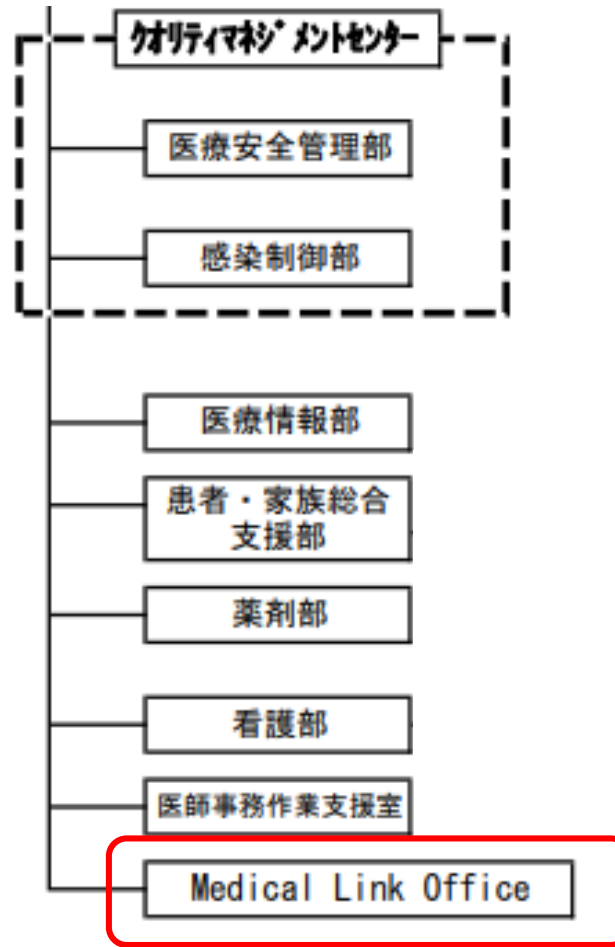 ｸｵﾘﾃｨﾏﾈｼﾞﾒﾝﾄｾﾝﾀｰ
医療安全管理部
感染制御部
医療情報部
患者・家族総合
支援部
薬剤部
看護部
医師事務作業支援室
Medical Link Office